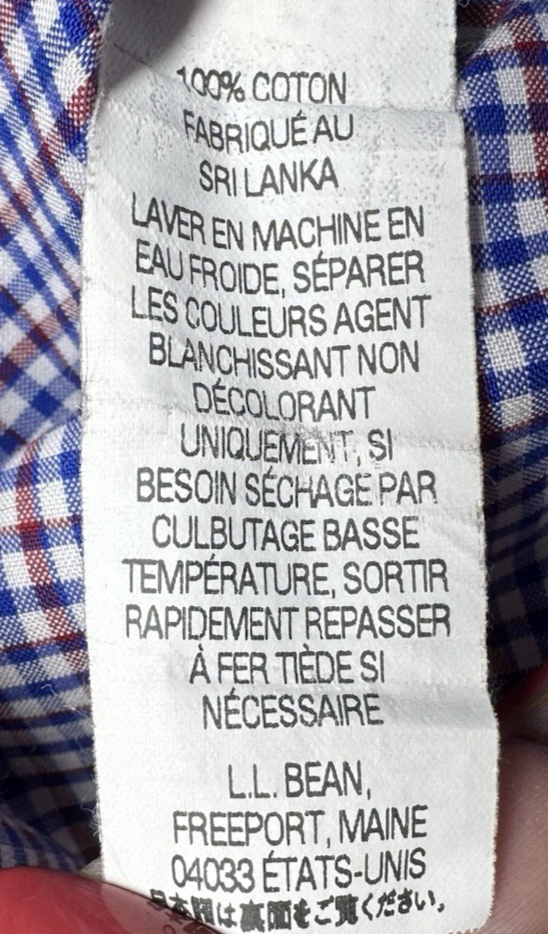 100% COTON
FABRIQUÉ AU
SRI LANKA
LAVER EN MACHINE EN
EAU FROIDE, SÉPARER
LES COULEURS AGENT
BLANCHISSANT NON
DÉCOLORANT
UNIQUEMENT, SI
BESOIN SÉCHAGE PAR
CULBUTAGE BASSE
TEMPÉRATURE, SORTIR
RAPIDEMENT REPASSER
À FER TIÈDE SI
NÉCESSAIRE
L.L. BEAN,
FREEPORT, MAINE
04033 ÉTATS-UNIS
日本語は裏面をご覧ください。